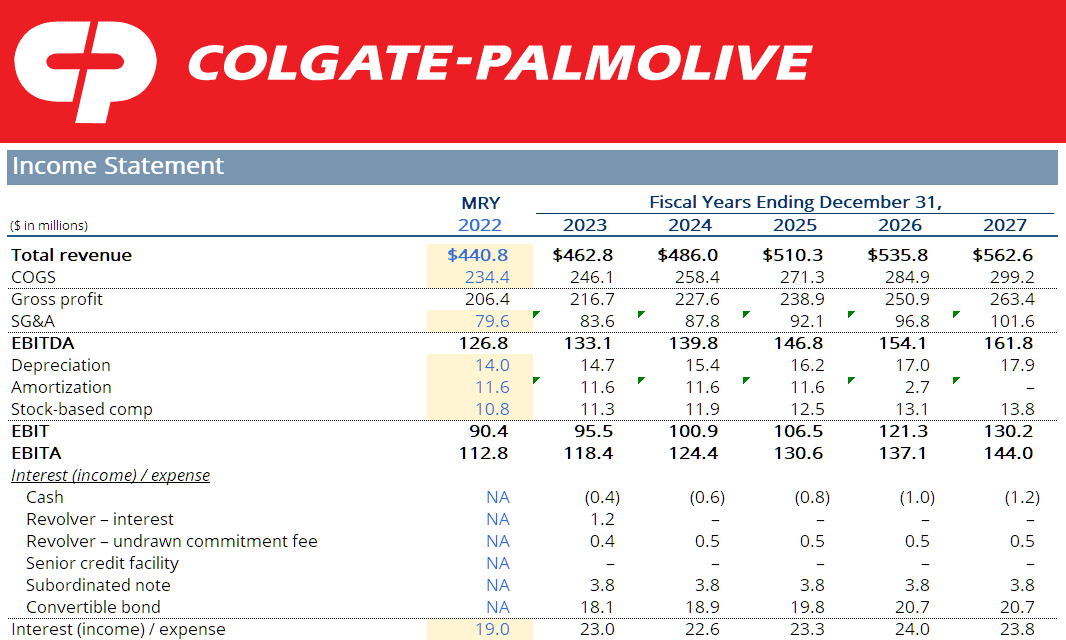 COLGATE-PALMOLIVE
Income Statement
MRY Fiscal Years Ending December 31,
($ in millions) 2022 2023 2024 2025 2026 2027
Total revenue $440.8 $462.8 $486.0 $510.3 $535.8 $562.6
COGS 234.4 246.1 258.4 271.3 284.9 299.2
Gross profit 206.4 216.7 227.6 238.9 250.9 263.4
SG&A 79.6 83.6 87.8 92.1 96.8 101.6
EBITDA 126.8 133.1 139.8 146.8 154.1 161.8
Depreciation 14.0 14.7 15.4 16.2 17.0 17.9
Amortization 11.6 11.6 11.6 11.6 2.7 –
Stock-based comp 10.8 11.3 11.9 12.5 13.1 13.8
EBIT 90.4 95.5 100.9 106.5 121.3 130.2
EBITA 112.8 118.4 124.4 130.6 137.1 144.0
Interest (income) / expense
Cash NA (0.4) (0.6) (0.8) (1.0) (1.2)
Revolver – interest NA 1.2 – – – –
Revolver – undrawn commitment fee NA 0.4 0.5 0.5 0.5 0.5
Senior credit facility NA – – – – –
Subordinated note NA 3.8 3.8 3.8 3.8 3.8
Convertible bond NA 18.1 18.9 19.8 20.7 20.7
Interest (income) / expense 19.0 23.0 22.6 23.3 24.0 23.8